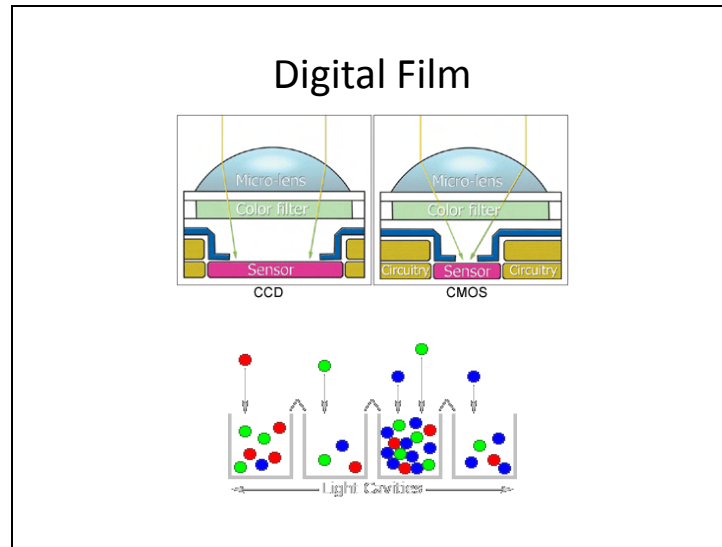 Digital Film
Micro-lens
Micro-lens
Color filter
Color filter
Sensor
Circuitry
Sensor
Circuitry
CCD
CMOS
Light Cavities